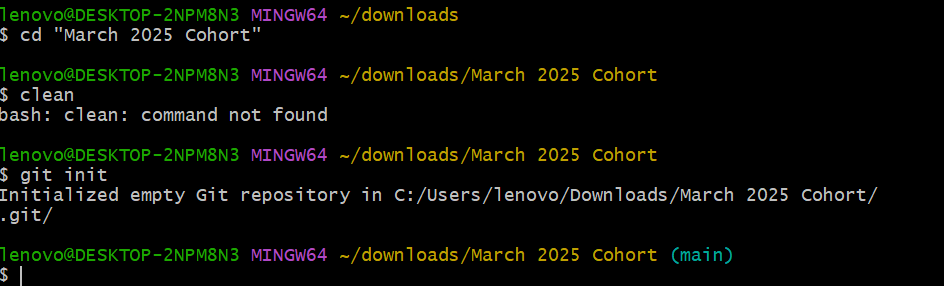 lenovo@DESKTOP-2NPM8N3 MINGW64 ~/downloads
$ cd "March 2025 Cohort"
lenovo@DESKTOP-2NPM8N3 MINGW64 ~/downloads/March 2025 Cohort
$ clean
bash: clean: command not found
lenovo@DESKTOP-2NPM8N3 MINGW64 ~/downloads/March 2025 Cohort
$ git init
Initialized empty Git repository in C:/Users/lenovo/Downloads/March 2025 Cohort/
.git/
lenovo@DESKTOP-2NPM8N3 MINGW64 ~/downloads/March 2025 Cohort (main)
$